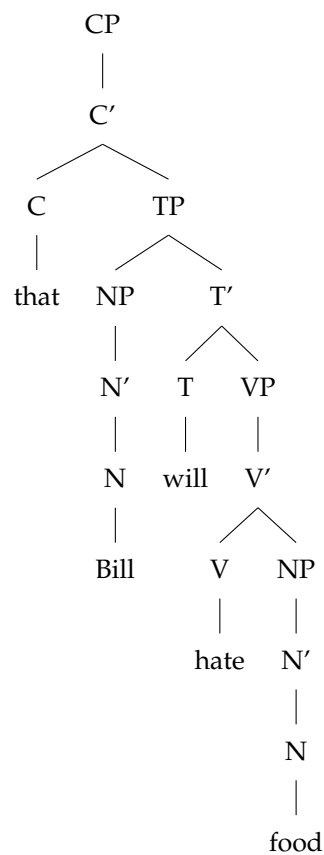 CP
C'
C TP
that NP T'
N' T VP
N will V'
Bill V NP
hate N'
N
food